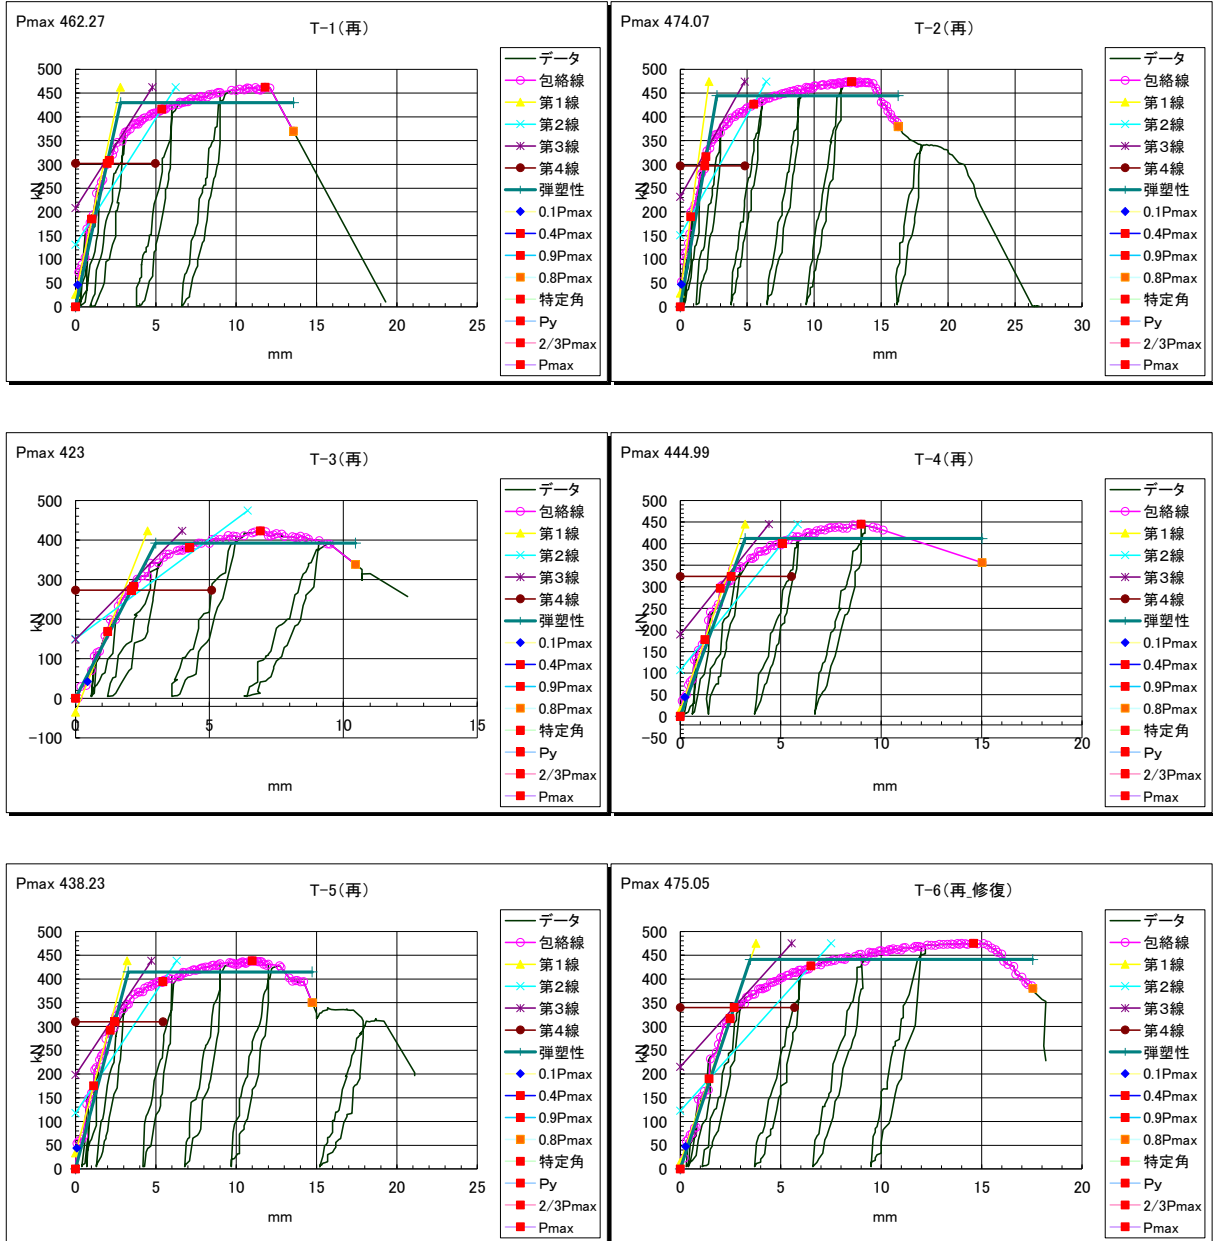 Pmax 462.27
T-1(再)
500
450
400
350
300
250
200
150
100
50
0
kN
0 5 10 15 20 25
mm
データ
包絡線
第1線
第2線
第3線
第4線
弾塑性
0.1Pmax
0.4Pmax
0.9Pmax
0.8Pmax
特定角
Py
2/3Pmax
Pmax
Pmax 474.07
T-2(再)
500
450
400
350
300
250
200
150
100
50
0
kN
0 5 10 15 20 25 30
mm
データ
包絡線
第1線
第2線
第3線
第4線
弾塑性
0.1Pmax
0.4Pmax
0.9Pmax
0.8Pmax
特定角
Py
2/3Pmax
Pmax
Pmax 423
T-3(再)
500
400
300
200
100
0
-100
kN
0 5 10 15
mm
データ
包絡線
第1線
第2線
第3線
第4線
弾塑性
0.1Pmax
0.4Pmax
0.9Pmax
0.8Pmax
特定角
Py
2/3Pmax
Pmax
Pmax 444.99
T-4(再)
500
450
400
350
300
250
200
150
100
50
0
-50
kN
0 5 10 15 20
mm
データ
包絡線
第1線
第2線
第3線
第4線
弾塑性
0.1Pmax
0.4Pmax
0.9Pmax
0.8Pmax
特定角
Py
2/3Pmax
Pmax
Pmax 438.23
T-5(再)
500
450
400
350
300
250
200
150
100
50
0
kN
0 5 10 15 20 25
mm
データ
包絡線
第1線
第2線
第3線
第4線
弾塑性
0.1Pmax
0.4Pmax
0.9Pmax
0.8Pmax
特定角
Py
2/3Pmax
Pmax
Pmax 475.05
T-6(再_修復)
500
450
400
350
300
250
200
150
100
50
0
kN
0 5 10 15 20
mm
データ
包絡線
第1線
第2線
第3線
第4線
弾塑性
0.1Pmax
0.4Pmax
0.9Pmax
0.8Pmax
特定角
Py
2/3Pmax
Pmax